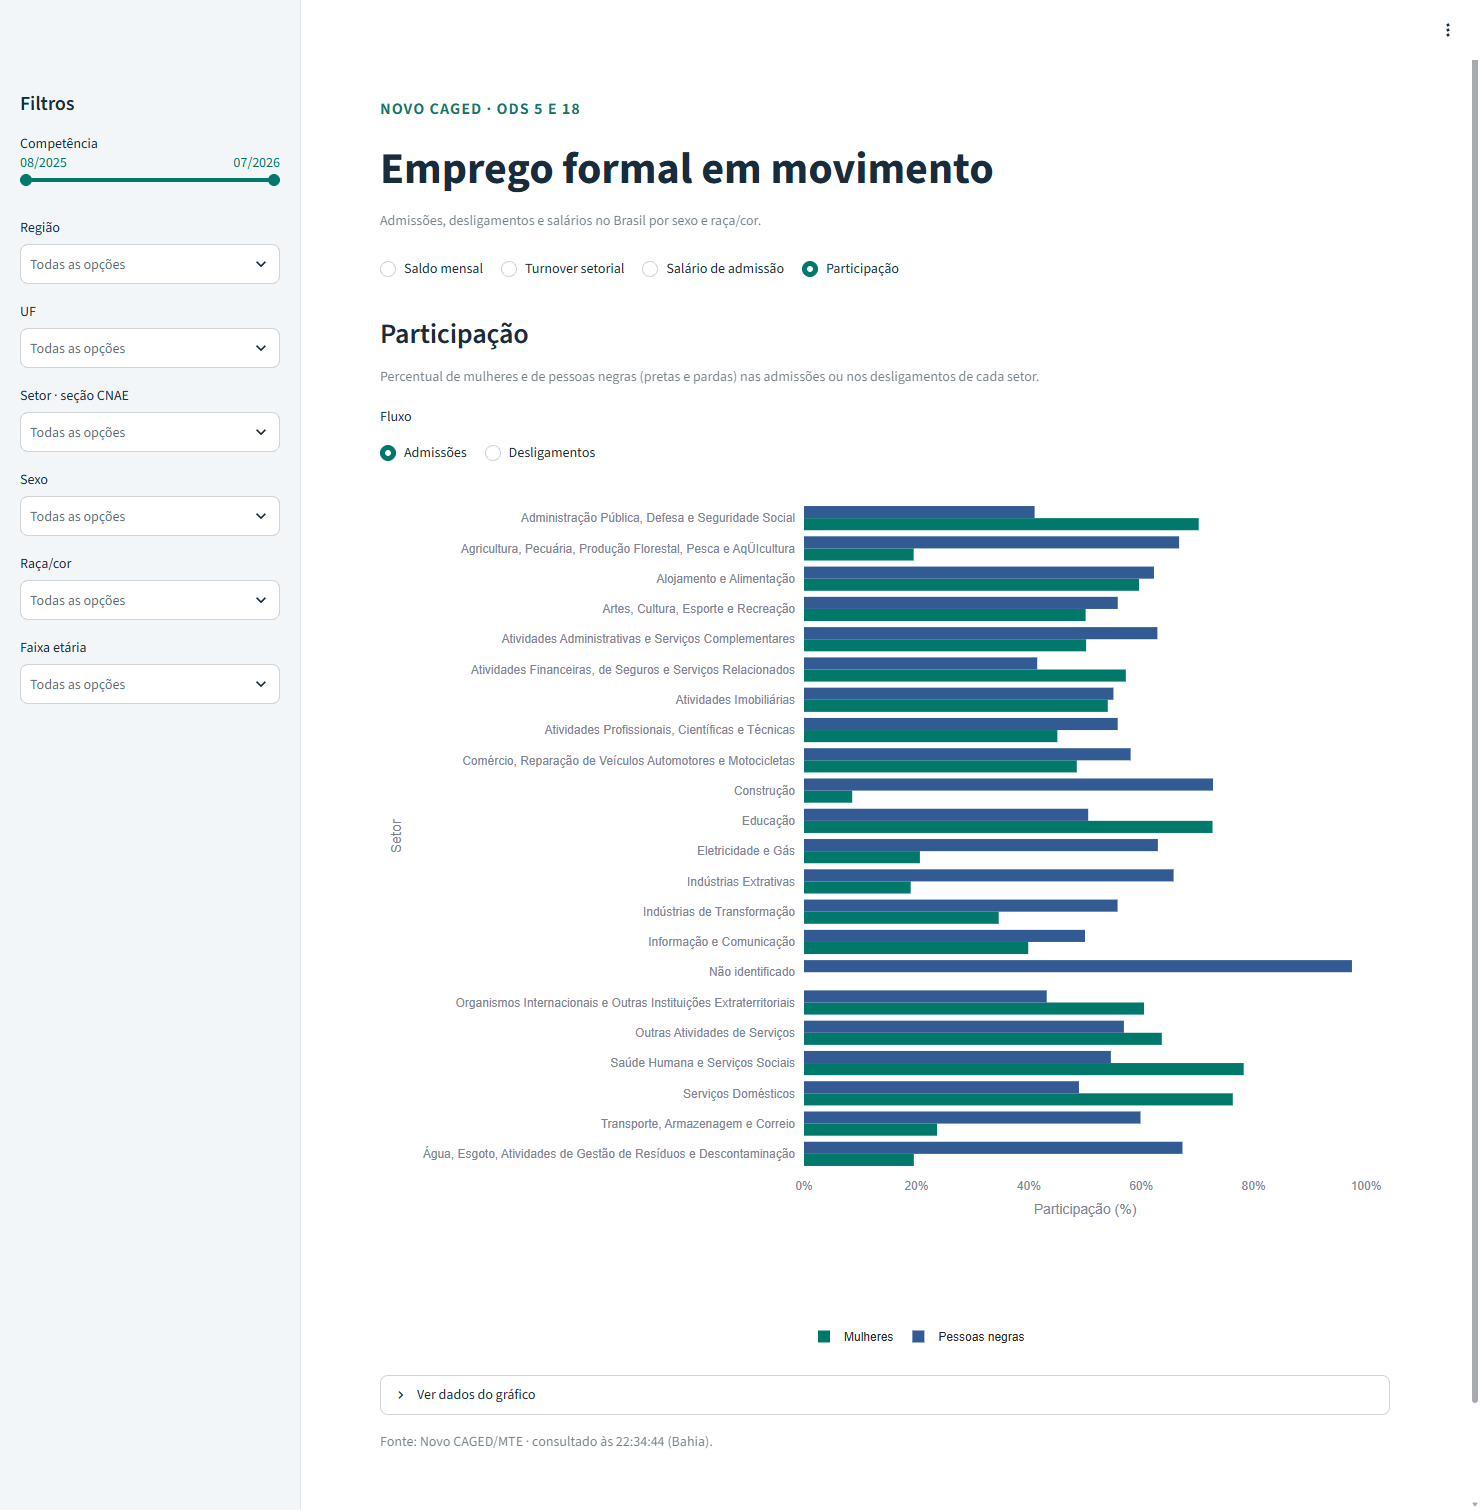 Filtros
Competência
08/2025 07/2026
Região
Todas as opções
UF
Todas as opções
Setor · seção CNAE
Todas as opções
Sexo
Todas as opções
Raça/cor
Todas as opções
Faixa etária
Todas as opções
NOVO CAGED · ODS 5 E 18
Emprego formal em movimento
Admissões, desligamentos e salários no Brasil por sexo e raça/cor.
Saldo mensal Turnover setorial Salário de admissão Participação
Participação
Percentual de mulheres e de pessoas negras (pretas e pardas) nas admissões ou nos desligamentos de cada setor.
Fluxo
Admissões Desligamentos
Setor
Administração Pública, Defesa e Seguridade Social
Agricultura, Pecuária, Produção Florestal, Pesca e AqÜIcultura
Alojamento e Alimentação
Artes, Cultura, Esporte e Recreação
Atividades Administrativas e Serviços Complementares
Atividades Financeiras, de Seguros e Serviços Relacionados
Atividades Imobiliárias
Atividades Profissionais, Científicas e Técnicas
Comércio, Reparação de Veículos Automotores e Motocicletas
Construção
Educação
Eletricidade e Gás
Indústrias Extrativas
Indústrias de Transformação
Informação e Comunicação
Não identificado
Organismos Internacionais e Outras Instituições Extraterritoriais
Outras Atividades de Serviços
Saúde Humana e Serviços Sociais
Serviços Domésticos
Transporte, Armazenagem e Correio
Água, Esgoto, Atividades de Gestão de Resíduos e Descontaminação
0% 20% 40% 60% 80% 100%
Participação (%)
Mulheres Pessoas negras
Ver dados do gráfico
Fonte: Novo CAGED/MTE · consultado às 22:34:44 (Bahia).